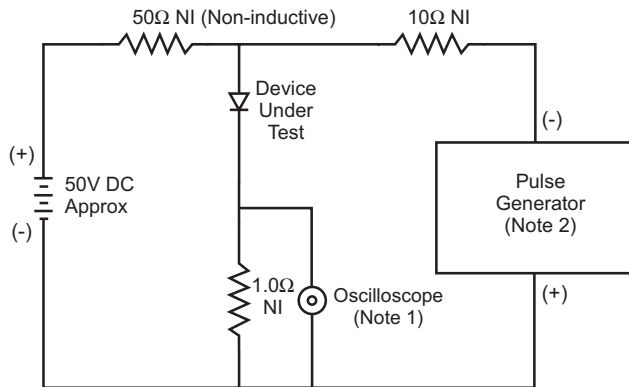 50Ω NI (Non-inductive)
10Ω NI
Device
Under
Test
(-)
(+)
50V DC
Approx
(-)
Pulse
Generator
(Note 2)
1.0Ω
NI
Oscilloscope
(Note 1)
(+)